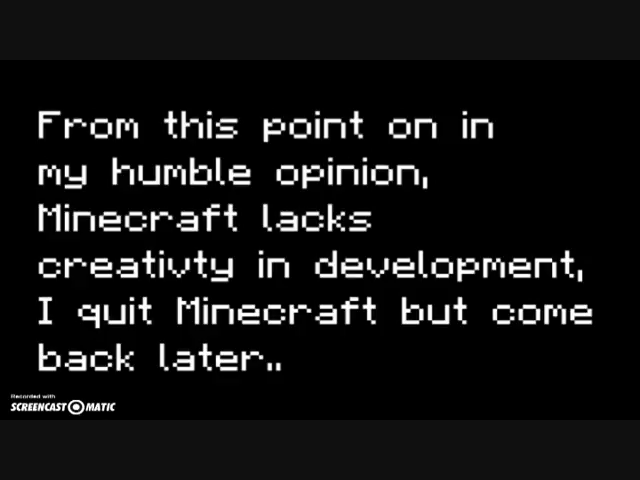 From this point on in
my humble opinion,
Minecraft lacks
creativty in development,
I quit Minecraft but come
back later..
Recorded with
SCREENCAST O MATIC